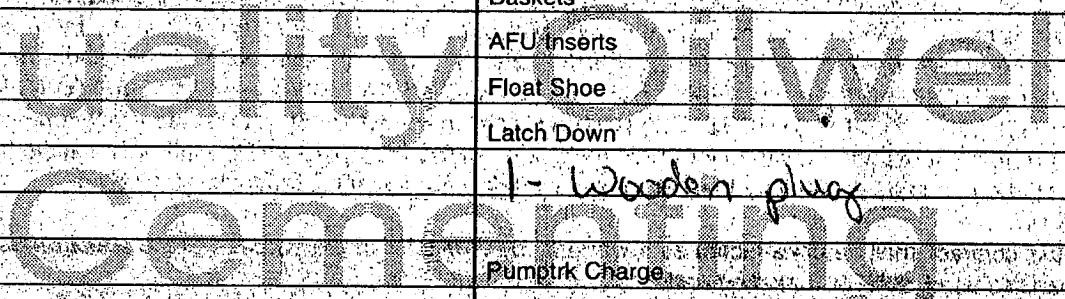 Baskets
AFU Inserts
uality Oilwel
Float Shoe
Latch Down
1- Wooden plug
Cementing
Pumptrk Charge